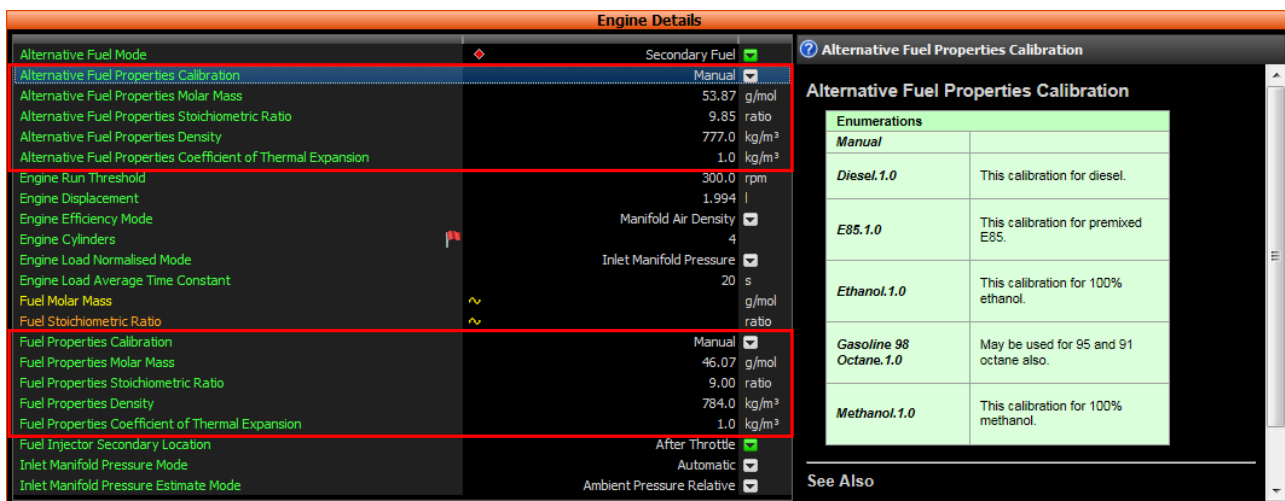 Engine Details
Alternative Fuel Mode Secondary Fuel
Alternative Fuel Properties Calibration Manual
Alternative Fuel Properties Molar Mass 53.87 g/mol
Alternative Fuel Properties Stoichiometric Ratio 9.85 ratio
Alternative Fuel Properties Density 777.0 kg/m³
Alternative Fuel Properties Coefficient of Thermal Expansion 1.0 kg/m³
Engine Run Threshold 300.0 rpm
Engine Displacement 1.994 l
Engine Efficiency Mode Manifold Air Density
Engine Cylinders 4
Engine Load Normalised Mode Inlet Manifold Pressure
Engine Load Average Time Constant 20 s
Fuel Molar Mass g/mol
Fuel Stoichiometric Ratio ratio
Fuel Properties Calibration Manual
Fuel Properties Molar Mass 46.07 g/mol
Fuel Properties Stoichiometric Ratio 9.00 ratio
Fuel Properties Density 784.0 kg/m³
Fuel Properties Coefficient of Thermal Expansion 1.0 kg/m³
Fuel Injector Secondary Location After Throttle
Inlet Manifold Pressure Mode Automatic
Inlet Manifold Pressure Estimate Mode Ambient Pressure Relative
? Alternative Fuel Properties Calibration
Alternative Fuel Properties Calibration
Enumerations
Manual
Diesel.1.0 This calibration for diesel.
E85.1.0 This calibration for premixed
E85.
Ethanol.1.0 This calibration for 100%
ethanol.
Gasoline 98 May be used for 95 and 91
Octane.1.0 octane also.
Methanol.1.0 This calibration for 100%
methanol.
See Also